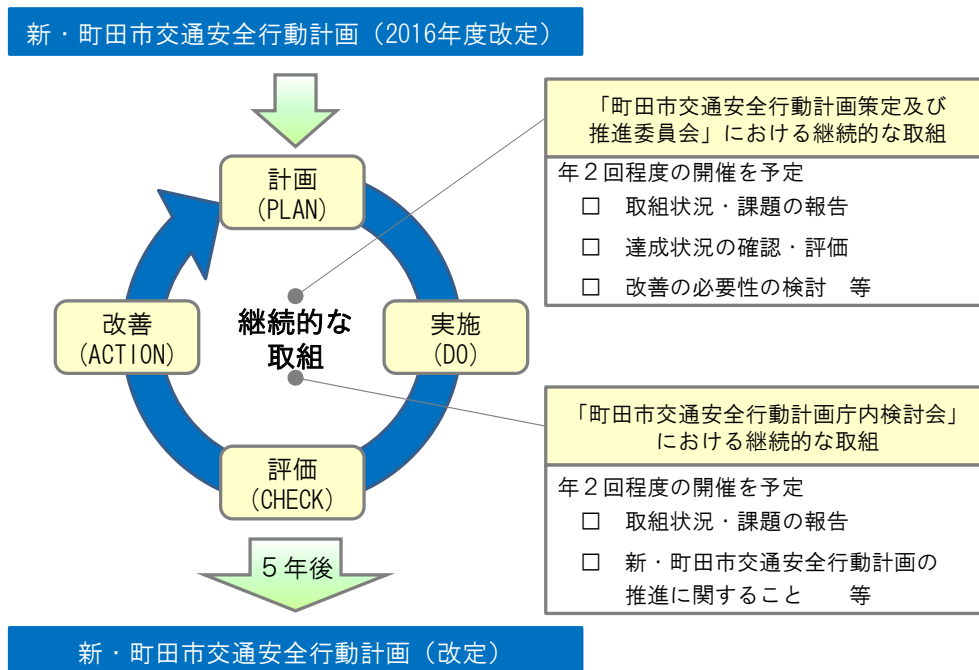 新・町田市交通安全行動計画（2016年度改定）
計画
(PLAN)
実施
(DO)
評価
(CHECK)
改善
(ACTION)
継続的な
取組
「町田市交通安全行動計画策定及び
推進委員会」における継続的な取組
年２回程度の開催を予定
□ 取組状況・課題の報告
□ 達成状況の確認・評価
□ 改善の必要性の検討　等
「町田市交通安全行動計画庁内検討会」
における継続的な取組
年２回程度の開催を予定
□ 取組状況・課題の報告
□ 新・町田市交通安全行動計画の
推進に関すること　　等
５年後
新・町田市交通安全行動計画（改定）